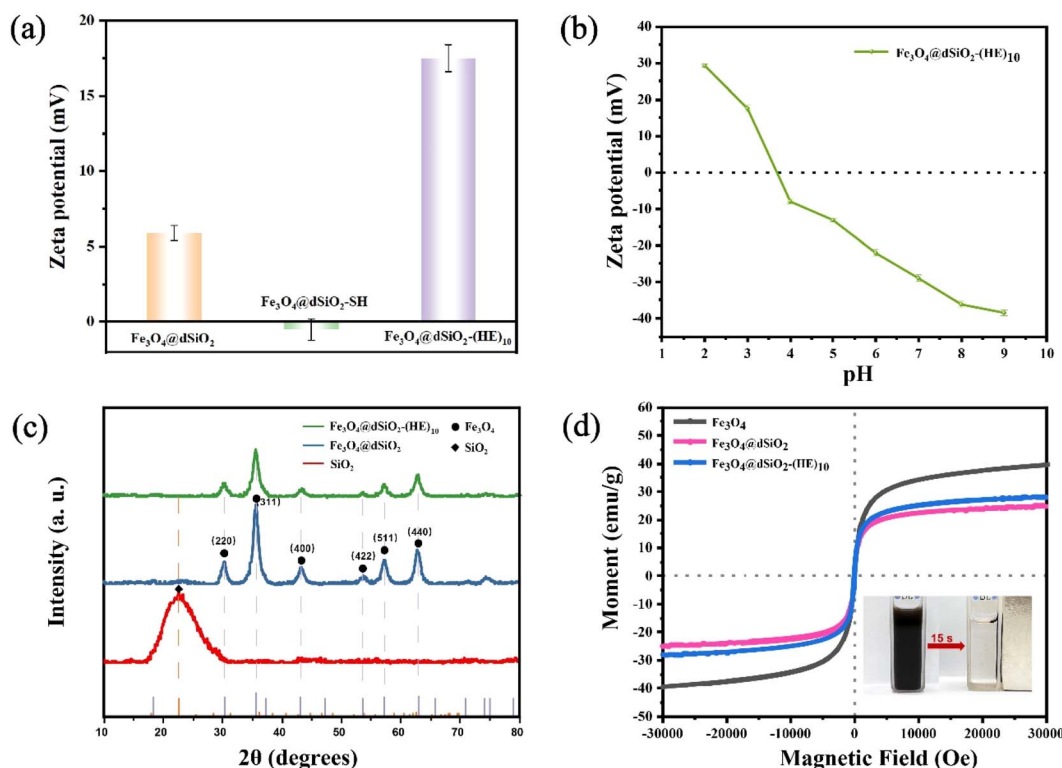 (a)
Zeta potential (mV)
20
15
10
5
0
Fe₃O₄@dSiO₂
Fe₃O₄@dSiO₂-SH
Fe₃O₄@dSiO₂-(HE)₁₀
(b)
Zeta potential (mV)
40
30
20
10
0
-10
-20
-30
-40
Fe₃O₄@dSiO₂-(HE)₁₀
1 2 3 4 5 6 7 8 9 10
pH
(c)
Intensity (a. u.)
Fe₃O₄@dSiO₂-(HE)₁₀
Fe₃O₄@dSiO₂
SiO₂
Fe₃O₄
SiO₂
(220)
(311)
(400)
(422)
(511)
(440)
10 20 30 40 50 60 70 80
2θ (degrees)
(d)
Moment (emu/g)
60
50
40
30
20
10
0
-10
-20
-30
-40
-50
Fe₃O₄
Fe₃O₄@dSiO₂
Fe₃O₄@dSiO₂-(HE)₁₀
15 s
-30000 -20000 -10000 0 10000 20000 30000
Magnetic Field (Oe)